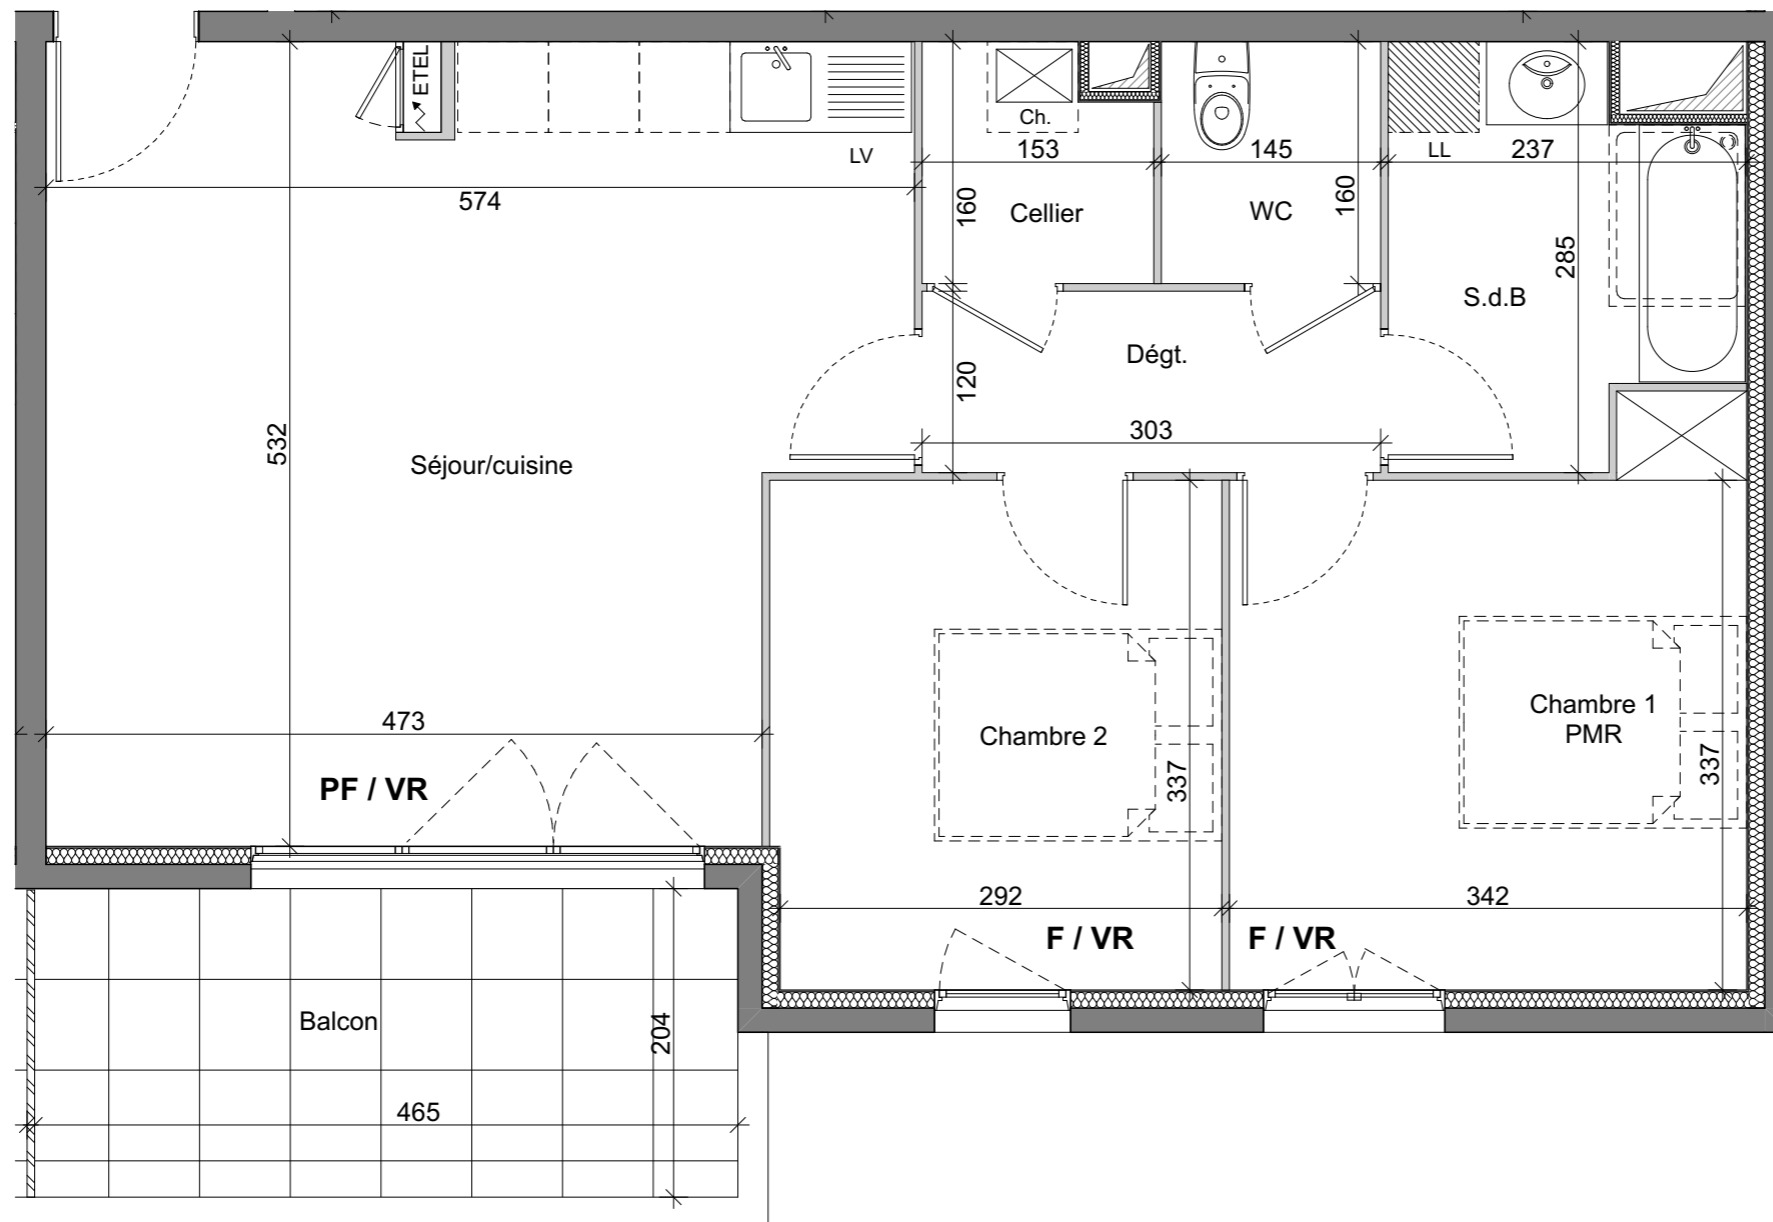 ETEL
Ch.
LV
153
145
LL
237
574
160
Cellier
WC
160
285
S.d.B
Dégt.
120
303
532
Séjour/cuisine
473
PF / VR
Chambre 2
337
Chambre 1
PMR
337
292
342
F / VR
F / VR
Balcon
204
465